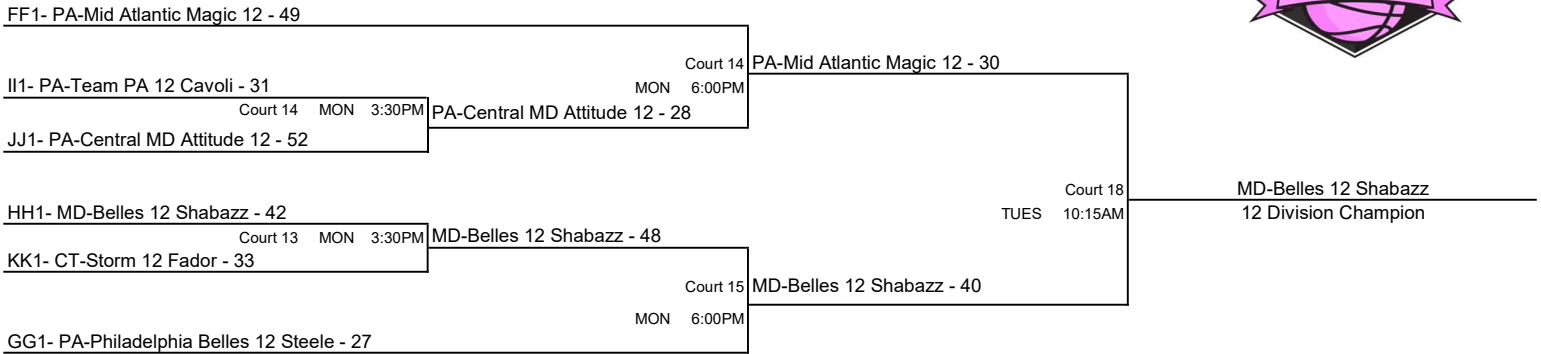 FF1- PA-Mid Atlantic Magic 12 - 49
Court 14 PA-Mid Atlantic Magic 12 - 30
II1- PA-Team PA 12 Cavoli - 31
MON 6:00PM
Court 14 MON 3:30PM PA-Central MD Attitude 12 - 28
JJ1- PA-Central MD Attitude 12 - 52
Court 18 MD-Belles 12 Shabazz
HH1- MD-Belles 12 Shabazz - 42
TUES 10:15AM 12 Division Champion
Court 13 MON 3:30PM MD-Belles 12 Shabazz - 48
KK1- CT-Storm 12 Fador - 33
Court 15 MD-Belles 12 Shabazz - 40
MON 6:00PM
GG1- PA-Philadelphia Belles 12 Steele - 27